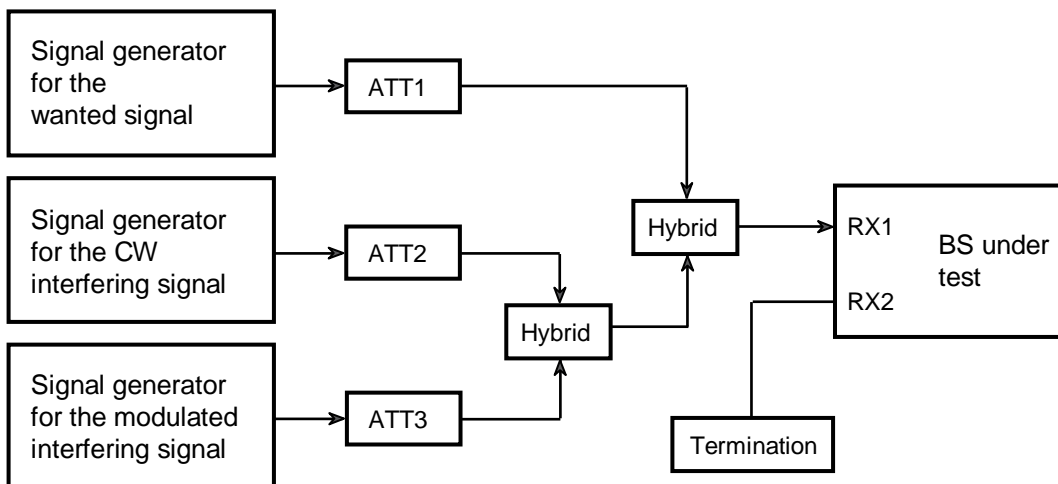 Signal generator
for the
wanted signal
ATT1
Signal generator
for the CW
interfering signal
ATT2
Hybrid
Hybrid
RX1
BS under
test
RX2
Signal generator
for the modulated
interfering signal
ATT3
Termination